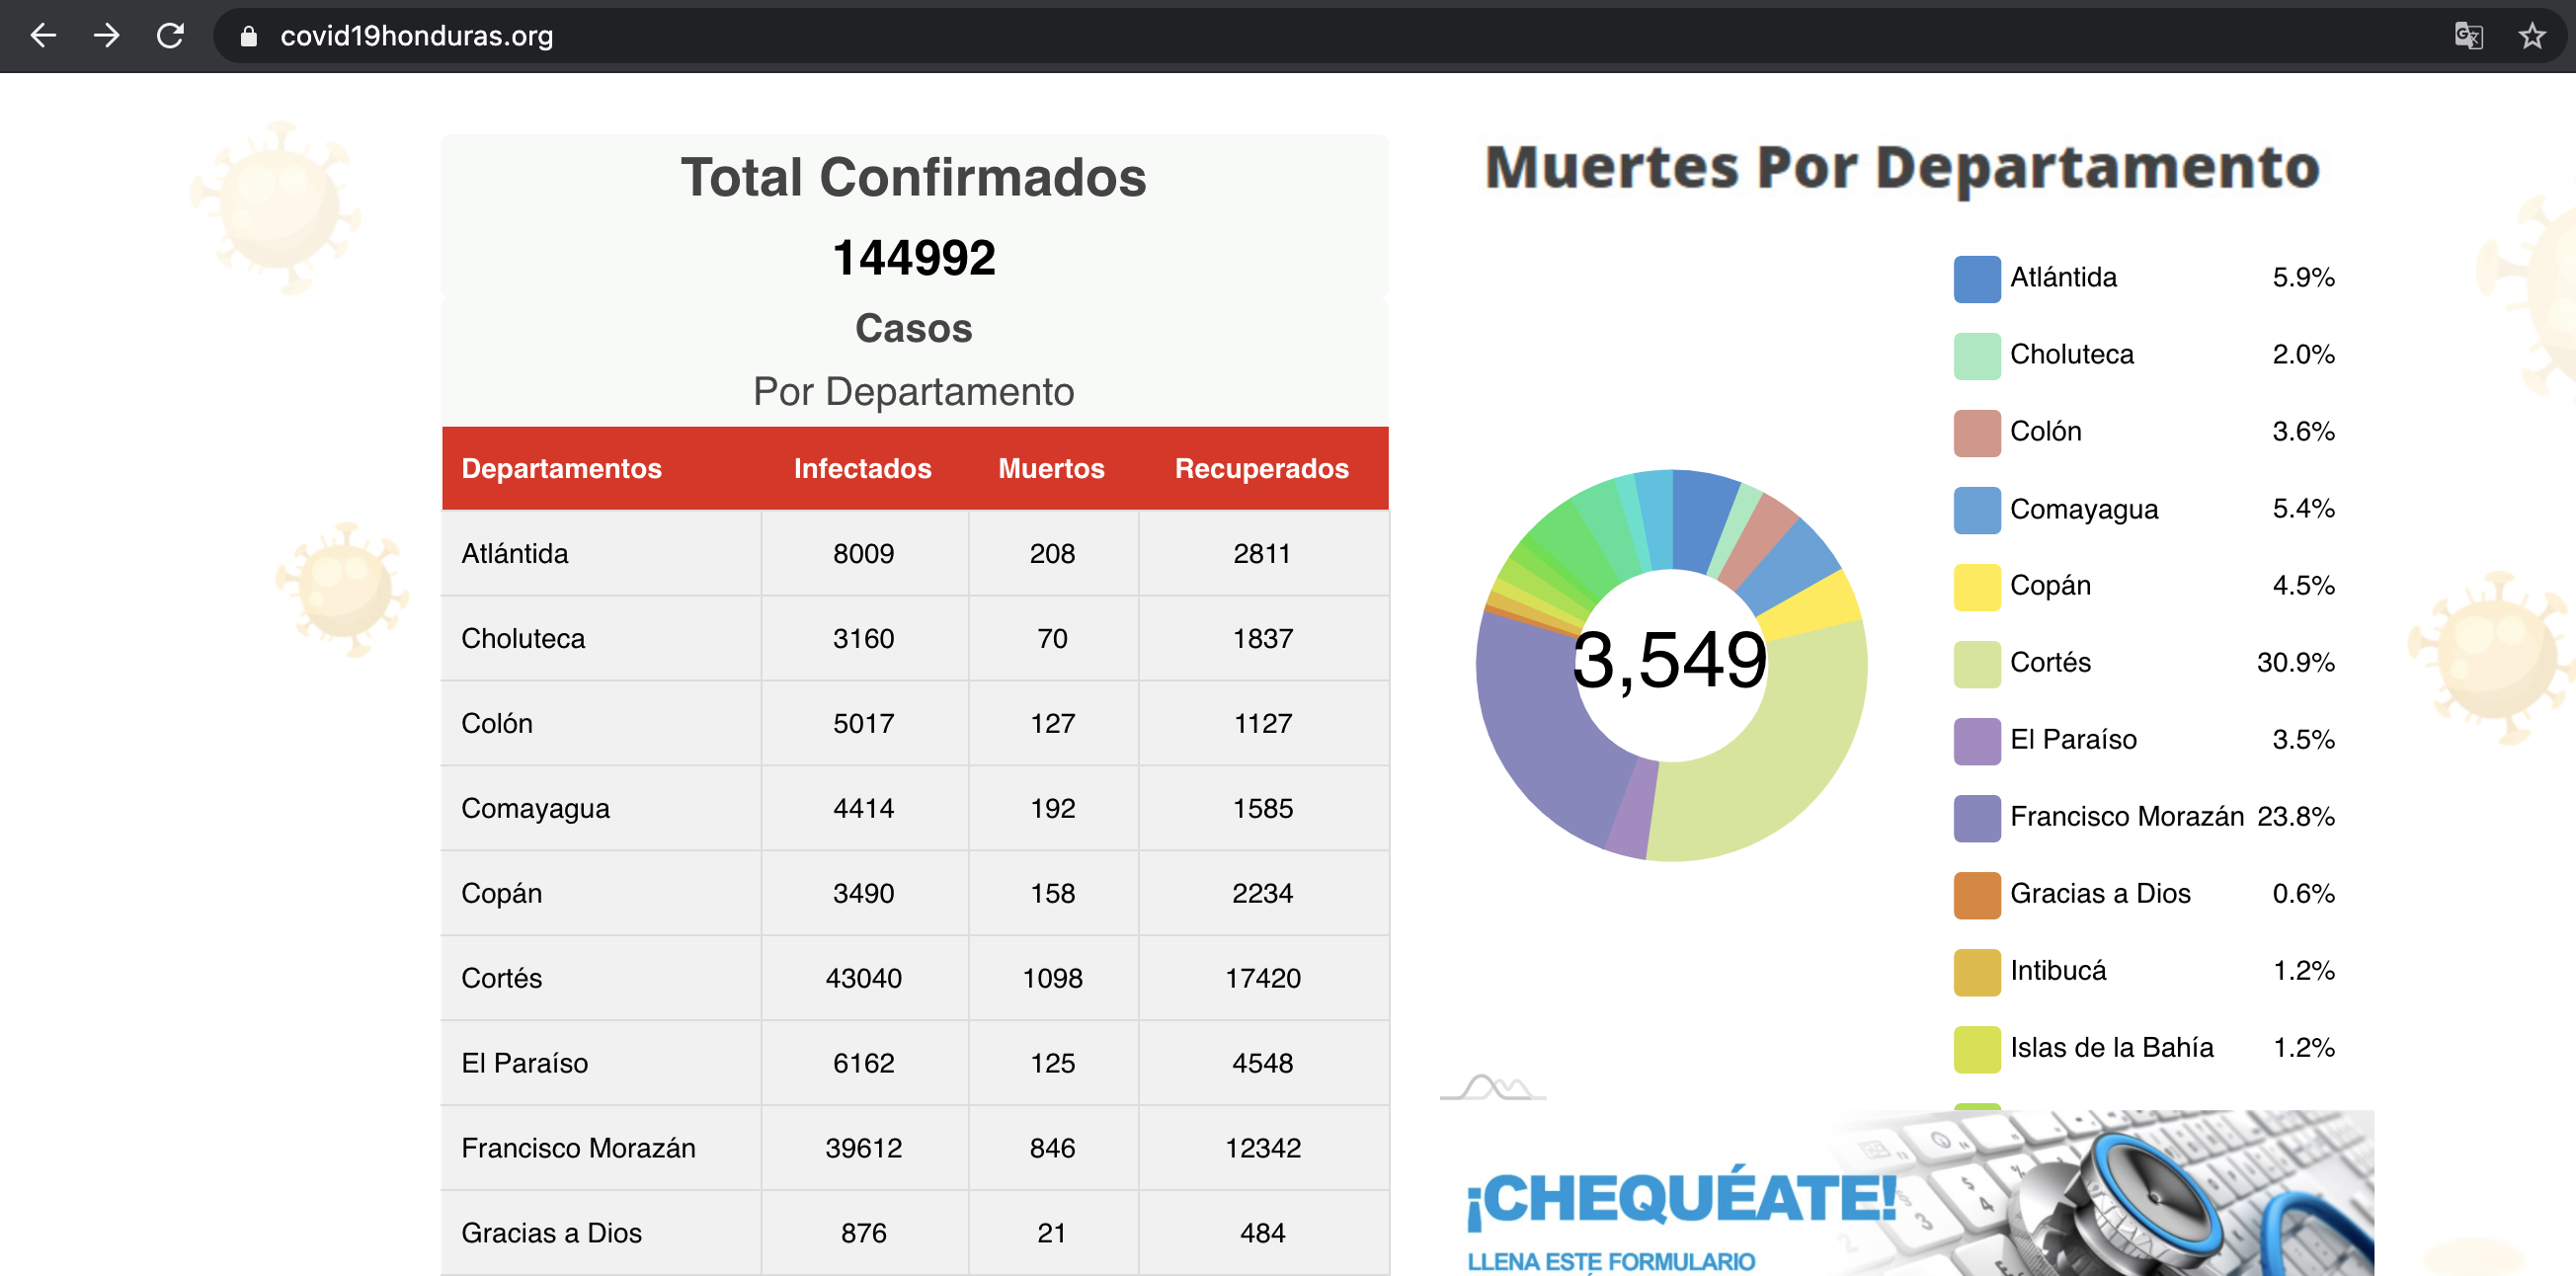 covid19honduras.org
Total Confirmados
144992
Casos
Por Departamento
Departamentos Infectados Muertos Recuperados
Atlántida 8009 208 2811
Choluteca 3160 70 1837
Colón 5017 127 1127
Comayagua 4414 192 1585
Copán 3490 158 2234
Cortés 43040 1098 17420
El Paraíso 6162 125 4548
Francisco Morazán 39612 846 12342
Gracias a Dios 876 21 484
Muertes Por Departamento
3,549
Atlántida 5.9%
Choluteca 2.0%
Colón 3.6%
Comayagua 5.4%
Copán 4.5%
Cortés 30.9%
El Paraíso 3.5%
Francisco Morazán 23.8%
Gracias a Dios 0.6%
Intibucá 1.2%
Islas de la Bahía 1.2%
¡CHEQUÉATE!
LLENA ESTE FORMULARIO